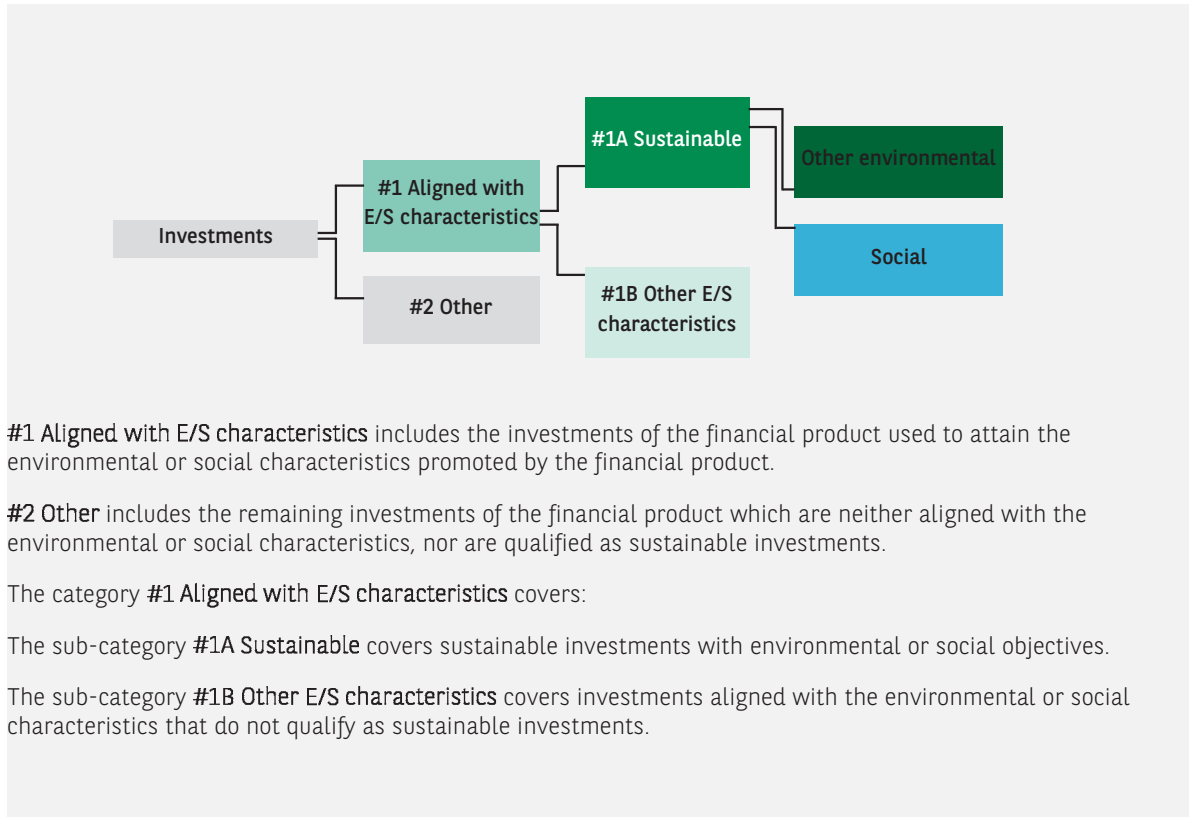 #1A Sustainable
Other environmental
#1 Aligned with
E/S characteristics
Investments
Social
#2 Other
#1B Other E/S
characteristics
#1 Aligned with E/S characteristics includes the investments of the financial product used to attain the
environmental or social characteristics promoted by the financial product.
#2 Other includes the remaining investments of the financial product which are neither aligned with the
environmental or social characteristics, nor are qualified as sustainable investments.
The category #1 Aligned with E/S characteristics covers:
The sub-category #1A Sustainable covers sustainable investments with environmental or social objectives.
The sub-category #1B Other E/S characteristics covers investments aligned with the environmental or social
characteristics that do not qualify as sustainable investments.